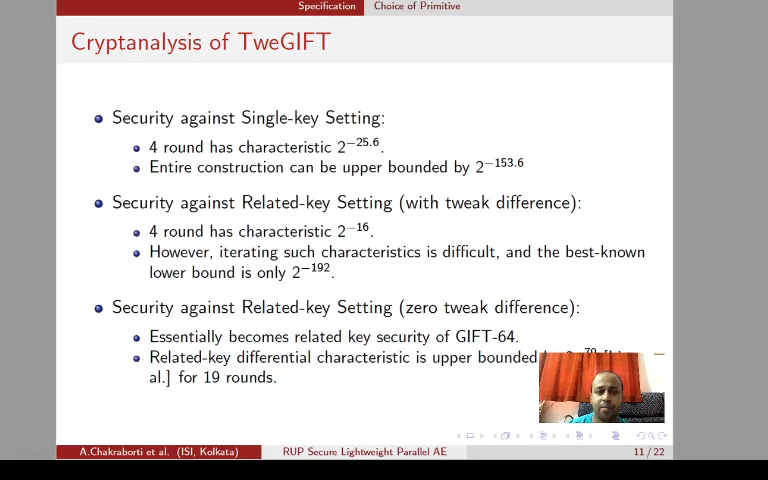 Specification Choice of Primitive
Cryptanalysis of TweGIFT
Security against Single-key Setting:
4 round has characteristic 2^−25.6.
Entire construction can be upper bounded by 2^−153.6
Security against Related-key Setting (with tweak difference):
4 round has characteristic 2^−16.
However, iterating such characteristics is difficult, and the best-known
lower bound is only 2^−192.
Security against Related-key Setting (zero tweak difference):
Essentially becomes related key security of GIFT-64.
Related-key differential characteristic is upper bounded
al.] for 19 rounds.
A.Chakraborti et al. (ISI, Kolkata) RUP Secure Lightweight Parallel AE 11 / 22